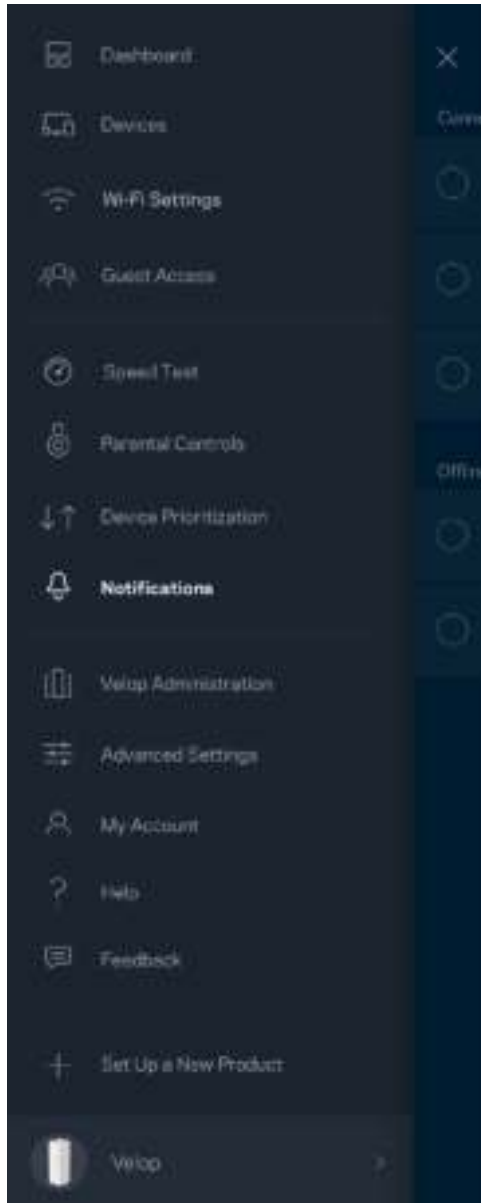 Dashboard
Devices
Wi-Fi Settings
Guest Access
Speed Test
Parental Controls
Device Prioritization
Notifications
Velop Administration
Advanced Settings
My Account
Help
Feedback
Set Up a New Product
Velop